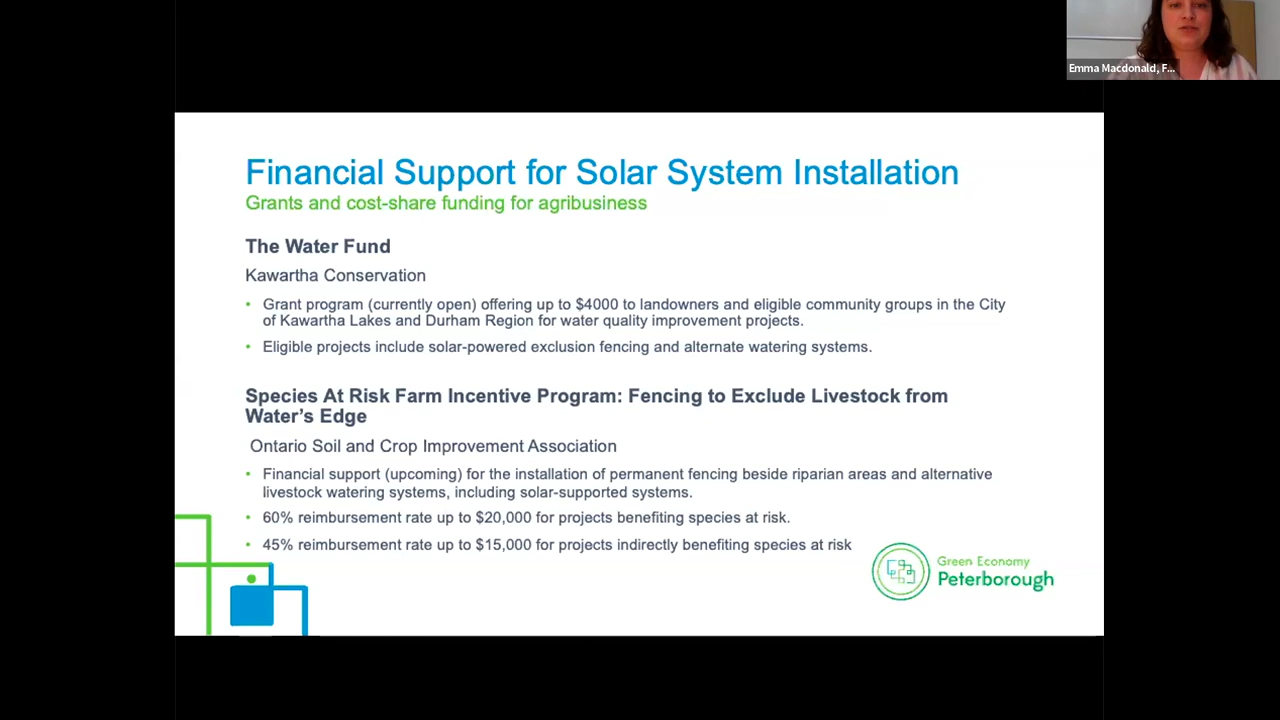 Emma Macdonald, F...
Financial Support for Solar System Installation
Grants and cost-share funding for agribusiness
The Water Fund
Kawartha Conservation
• Grant program (currently open) offering up to $4000 to landowners and eligible community groups in the City
of Kawartha Lakes and Durham Region for water quality improvement projects.
• Eligible projects include solar-powered exclusion fencing and alternate watering systems.
Species At Risk Farm Incentive Program: Fencing to Exclude Livestock from
Water's Edge
Ontario Soil and Crop Improvement Association
• Financial support (upcoming) for the installation of permanent fencing beside riparian areas and alternative
livestock watering systems, including solar-supported systems.
• 60% reimbursement rate up to $20,000 for projects benefiting species at risk.
• 45% reimbursement rate up to $15,000 for projects indirectly benefiting species at risk
Green Economy
Peterborough